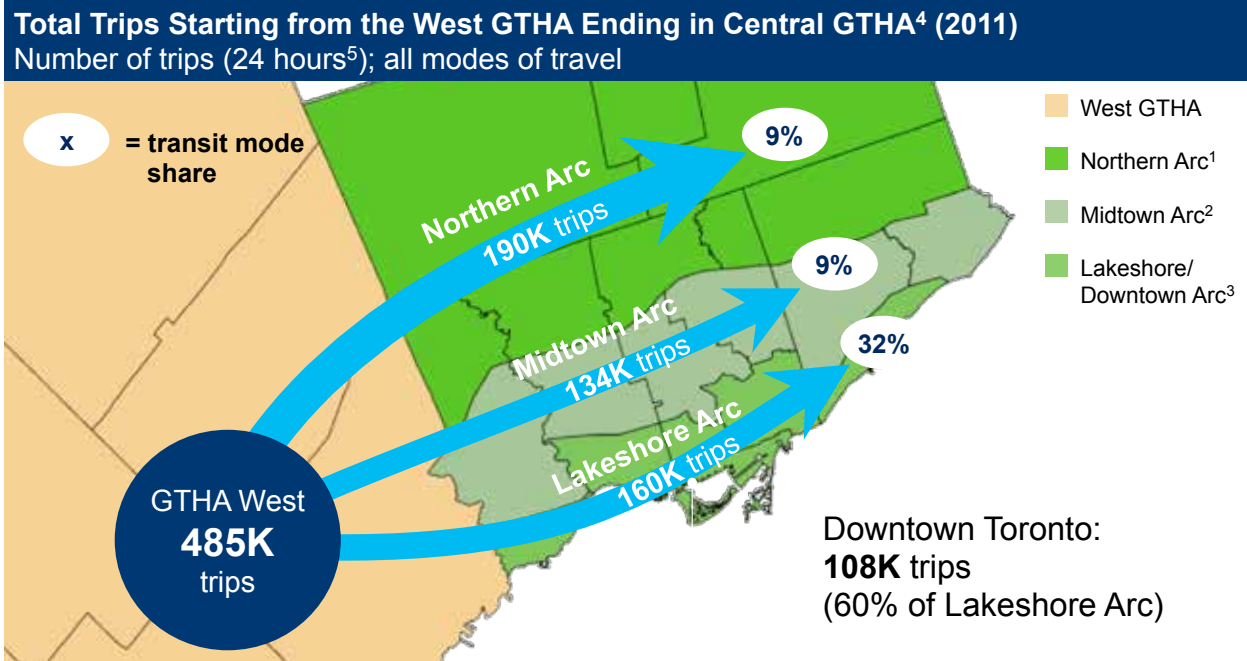 Total Trips Starting from the West GTHA Ending in Central GTHA⁴ (2011)
Number of trips (24 hours⁵); all modes of travel
x = transit mode
share
West GTHA
Northern Arc¹
Midtown Arc²
Lakeshore/
Downtown Arc³
9%
Northern Arc
190K trips
9%
Midtown Arc
134K trips
32%
Lakeshore Arc
160K trips
GTHA West
485K
trips
Downtown Toronto:
108K trips
(60% of Lakeshore Arc)